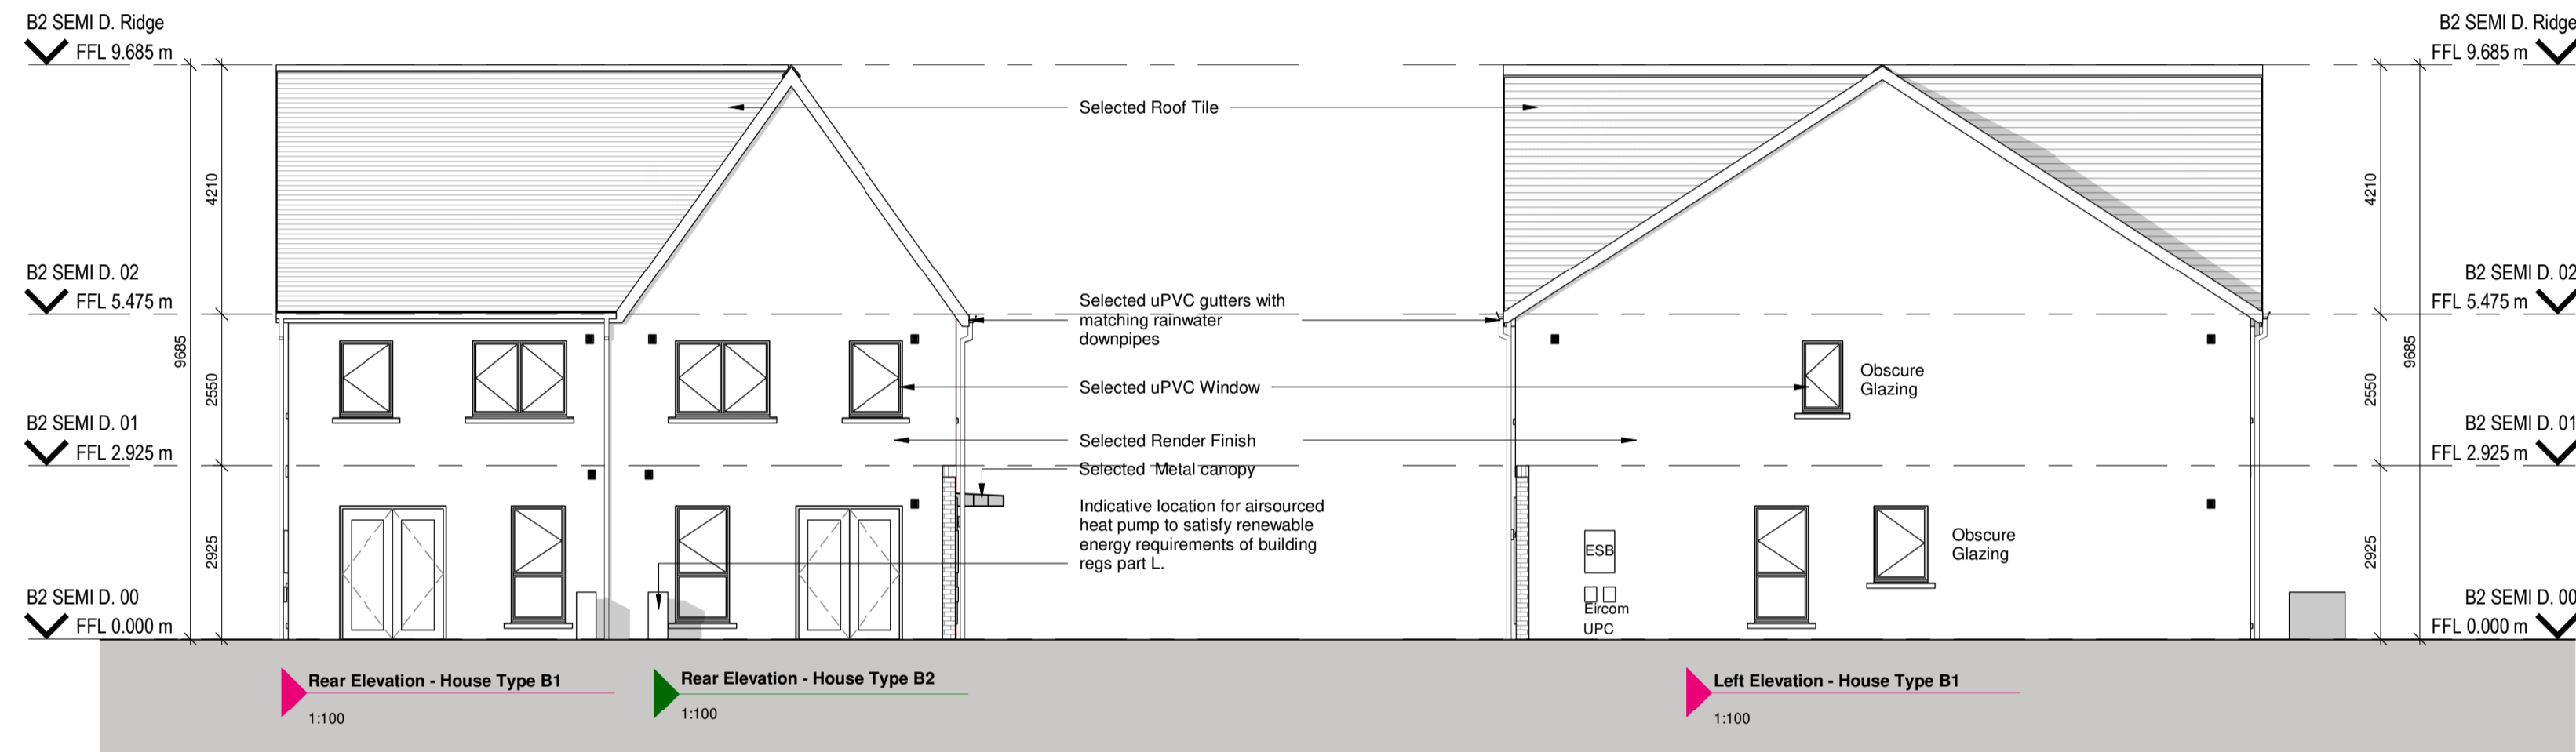 B2 SEMI D. Ridge
FFL 9.685 m
B2 SEMI D. 02
FFL 5.475 m
B2 SEMI D. 01
FFL 2.925 m
B2 SEMI D. 00
FFL 0.000 m
9685
4210
2550
2925
Selected Roof Tile
Selected uPVC gutters with
matching rainwater
downpipes
Selected uPVC Window
Selected Render Finish
Selected Metal canopy
Indicative location for airsourced
heat pump to satisfy renewable
energy requirements of building
regs part L.
Obscure
Glazing
Obscure
Glazing
ESB
Eircom
UPC
4210
2550
2925
9685
B2 SEMI D. Ridge
FFL 9.685 m
B2 SEMI D. 02
FFL 5.475 m
B2 SEMI D. 01
FFL 2.925 m
B2 SEMI D. 00
FFL 0.000 m
Rear Elevation - House Type B1
1:100
Rear Elevation - House Type B2
1:100
Left Elevation - House Type B1
1:100